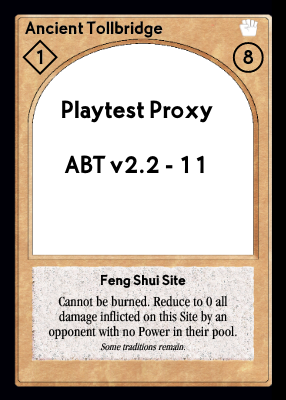 Ancient Tollbridge
1
8
Playtest Proxy
ABT v2.2 - 11
Feng Shui Site
Cannot be burned. Reduce to 0 all
damage inflicted on this Site by an
opponent with no Power in their pool.
Some traditions remain.